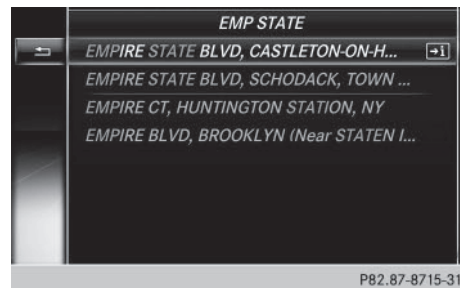 EMP STATE
EMPIRE STATE BLVD, CASTLETON-ON-H...
EMPIRE STATE BLVD, SCHODACK, TOWN ...
EMPIRE CT, HUNTINGTON STATION, NY
EMPIRE BLVD, BROOKLYN (Near STATEN I...
P82.87-8715-31